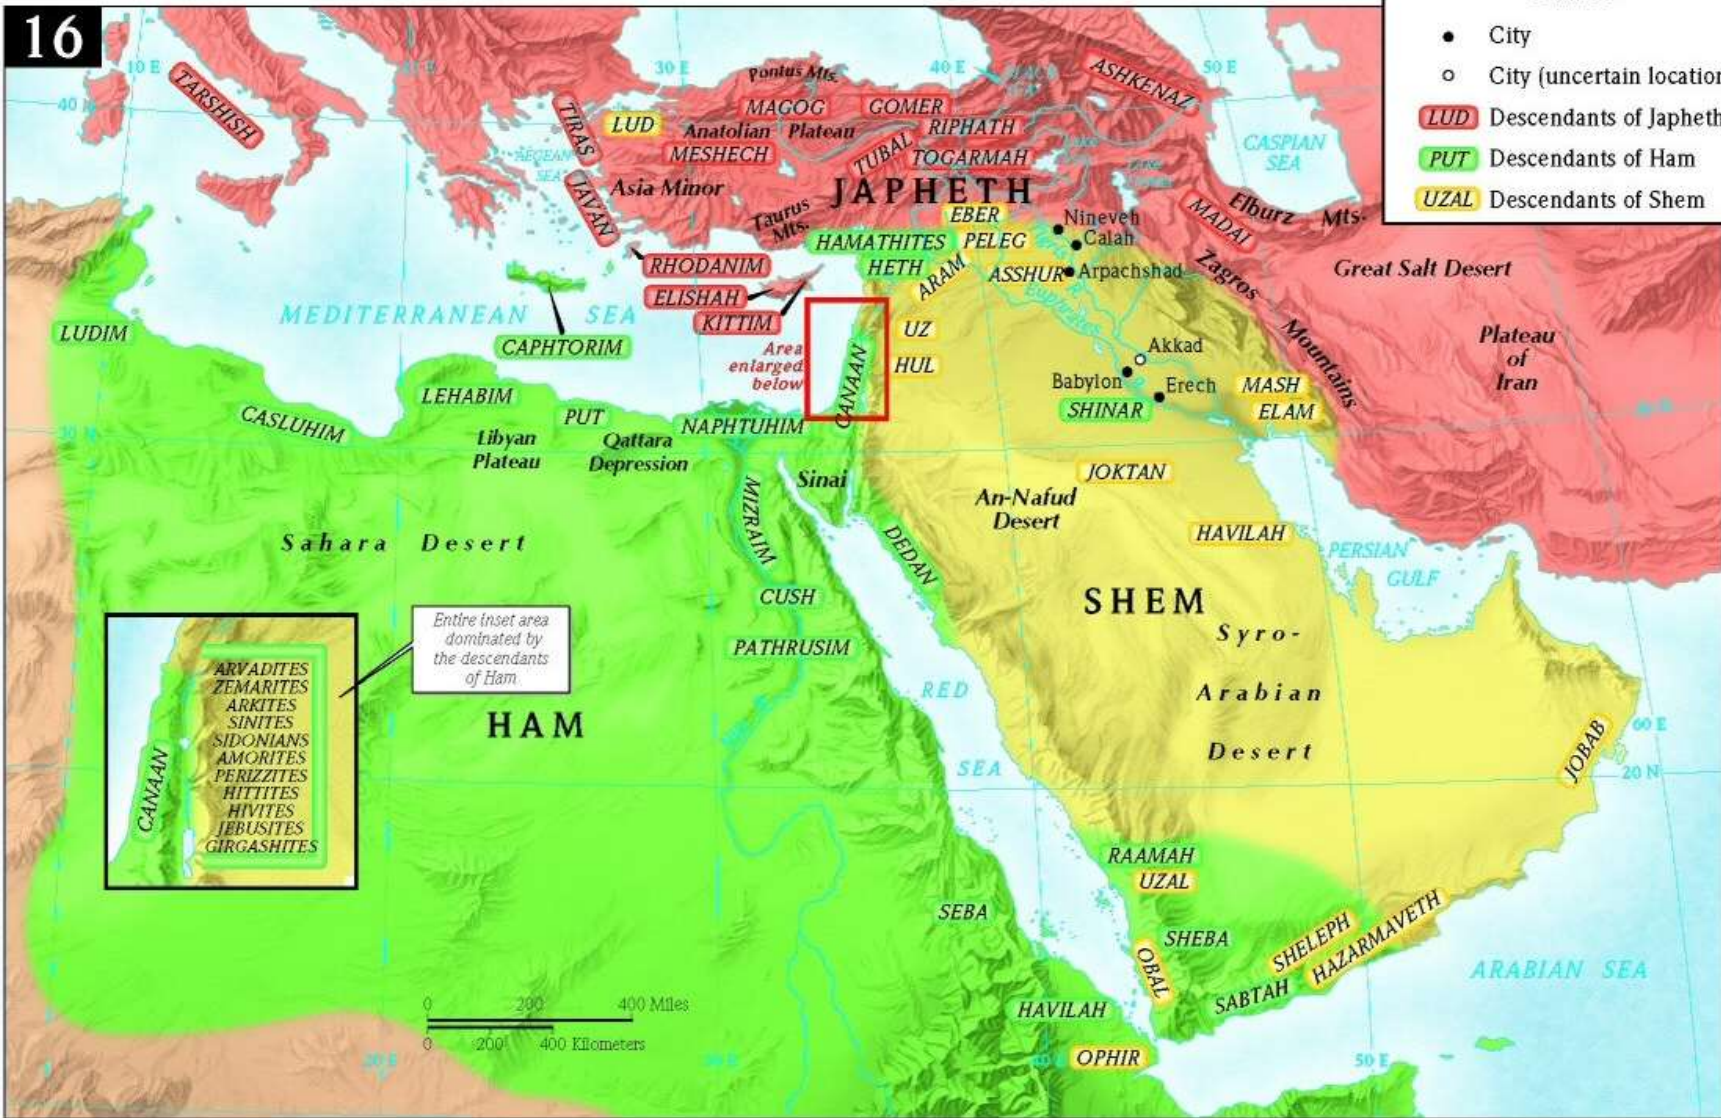 16
City
City (uncertain location
LUD Descendants of Japheth
PUT Descendants of Ham
UZAL Descendants of Shem
10 E
30 E
40 E
50 E
40 N
TARSHISH
TIRAS
LUD
Pontus Mts.
MAGOG
GOMER
ASHKENAZ
Anatolian Plateau
RIPHATH
MESHECH
TUBAL
TOGARMAH
AEGEAN
SEA
CASPIAN
SEA
JAVAN
Asia Minor
JAPHETH
Taurus
Mts.
EBER
Nineveh
MADAI
Elburz Mts.
HAMATHITES
PELEG
Calah
RHODANIM
HETH
ARAM
ASSHUR
Arpachshad
Zagros
Mountains
Great Salt Desert
ELISHAH
KITTIM
Euphrates R.
MEDITERRANEAN SEA
LUDIM
CAPHTORIM
Area
enlarged
below
CANAAN
UZ
HUL
Akkad
Babylon
Erech
SHINAR
MASH
ELAM
Plateau
of
Iran
LEHABIM
CASLUHIM
PUT
NAPHTUHIM
30 N
Libyan
Plateau
Qattara
Depression
Sinai
JOKTAN
An-Nafud
Desert
MIZRAIM
HAVILAH
Sahara Desert
DEDAN
PERSIAN
GULF
CUSH
SHEM
PATHRUSIM
Syro-
Arabian
Desert
Entire inset area
dominated by
the descendants
of Ham
ARVADITES
ZEMARITES
ARKITES
SINITES
SIDONIANS
AMORITES
PERIZZITES
HITTITES
HIVITES
JEBUSITES
GIRGASHITES
CANAAN
HAM
RED
SEA
60 E
JOBAB
20 N
RAAMAH
UZAL
SEBA
SHEBA
SHELEPH
HAZARMAVETH
OBAL
SABTAH
ARABIAN SEA
0 200 400 Miles
0 200 400 Kilometers
HAVILAH
OPHIR
20 E
50 E